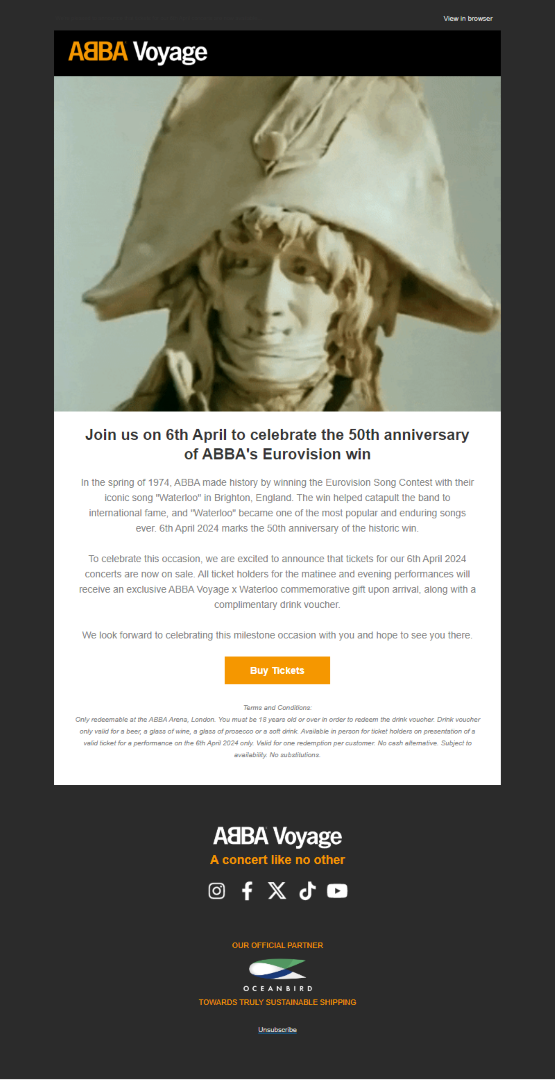 View in browser
ABBA Voyage
Join us on 6th April to celebrate the 50th anniversary
of ABBA's Eurovision win
In the spring of 1974, ABBA made history by winning the Eurovision Song Contest with their
iconic song "Waterloo" in Brighton, England. The win helped catapult the band to
international fame, and "Waterloo" became one of the most popular and enduring songs
ever. 6th April 2024 marks the 50th anniversary of the historic win.
To celebrate this occasion, we are excited to announce that tickets for our 6th April 2024
concerts are now on sale. All ticket holders for the matinee and evening performances will
receive an exclusive ABBA Voyage x Waterloo commemorative gift upon arrival, along with a
complimentary drink voucher.
We look forward to celebrating this milestone occasion with you and hope to see you there.
Buy Tickets
Terms and Conditions:
Only redeemable at the ABBA Arena, London. You must be 18 years old or over in order to redeem the drink voucher. Drink voucher
only valid for a beer, a glass of wine, a glass of prosecco or a soft drink. Available in person for ticket holders on presentation of a
valid ticket for a performance on the 6th April 2024 only. Valid for one redemption per customer. No cash alternative. Subject to
availability. No substitutions.
ABBA Voyage
A concert like no other
OUR OFFICIAL PARTNER
OCEANBIRD
TOWARDS TRULY SUSTAINABLE SHIPPING
Unsubscribe